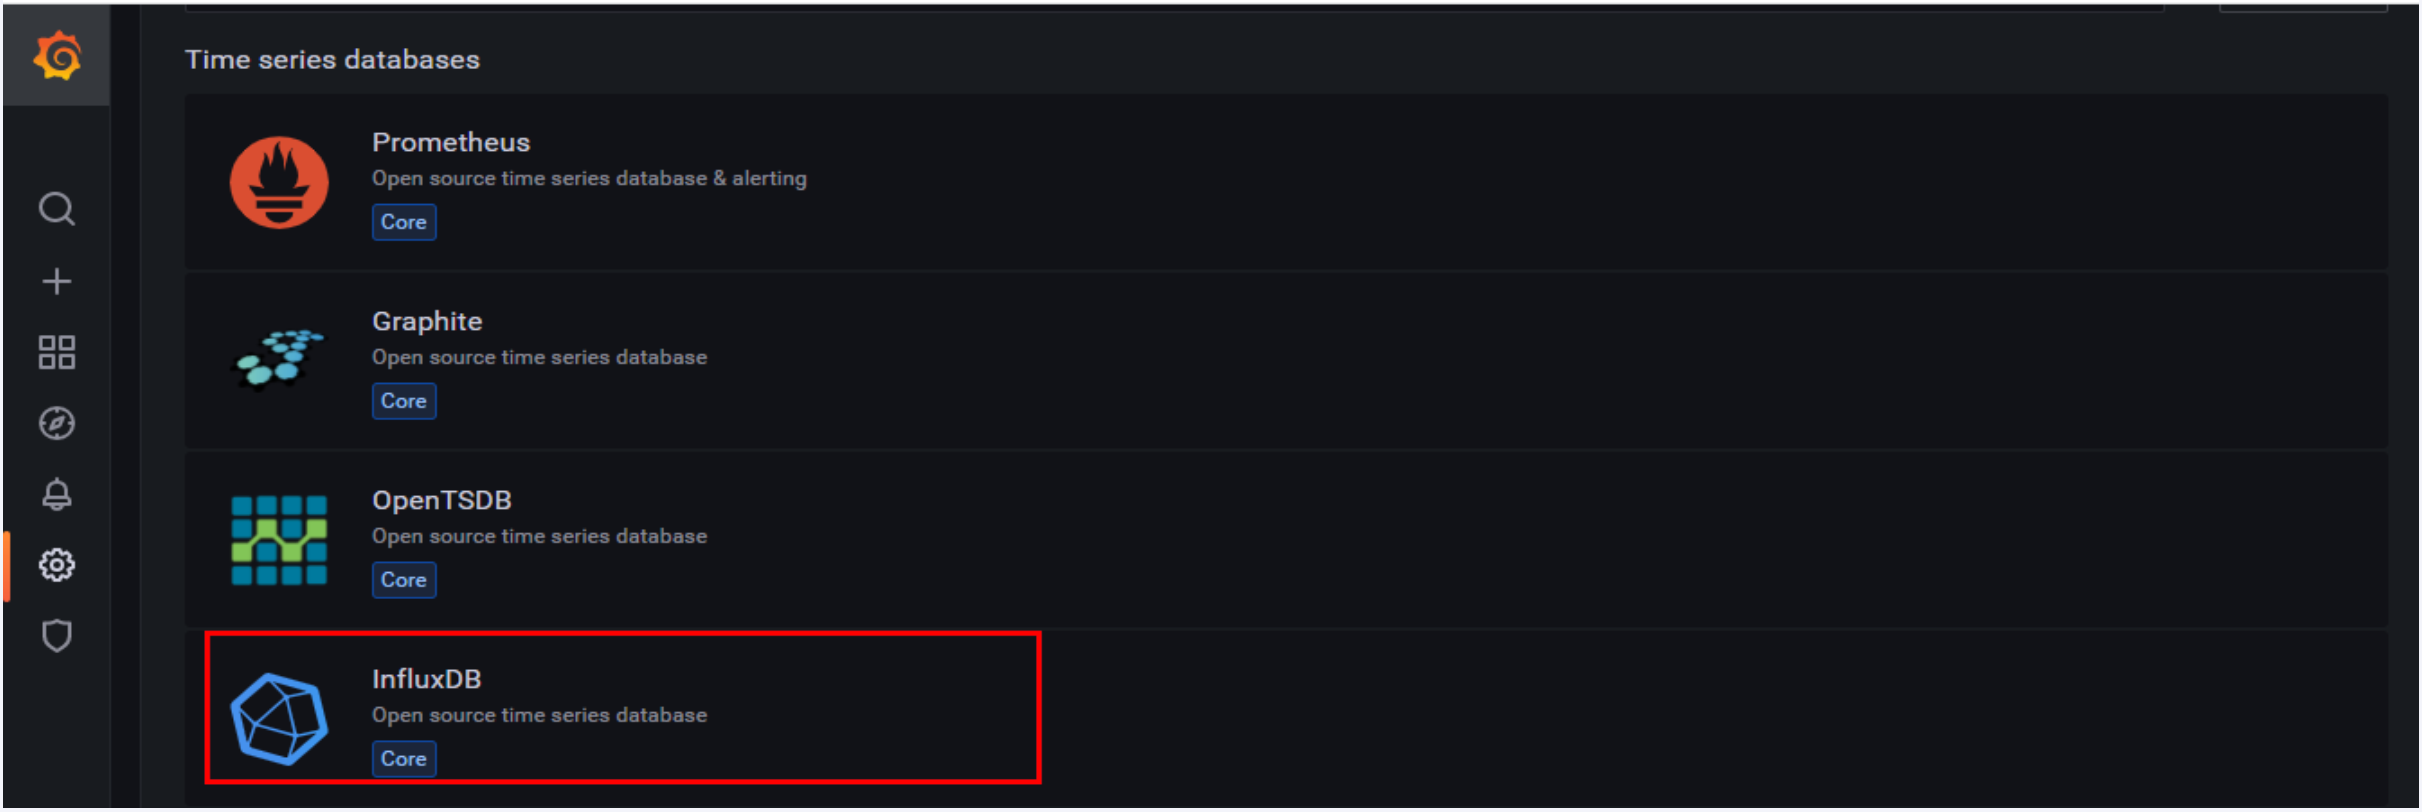 Time series databases
Prometheus
Open source time series database & alerting
Core
Graphite
Open source time series database
Core
OpenTSDB
Open source time series database
Core
InfluxDB
Open source time series database
Core